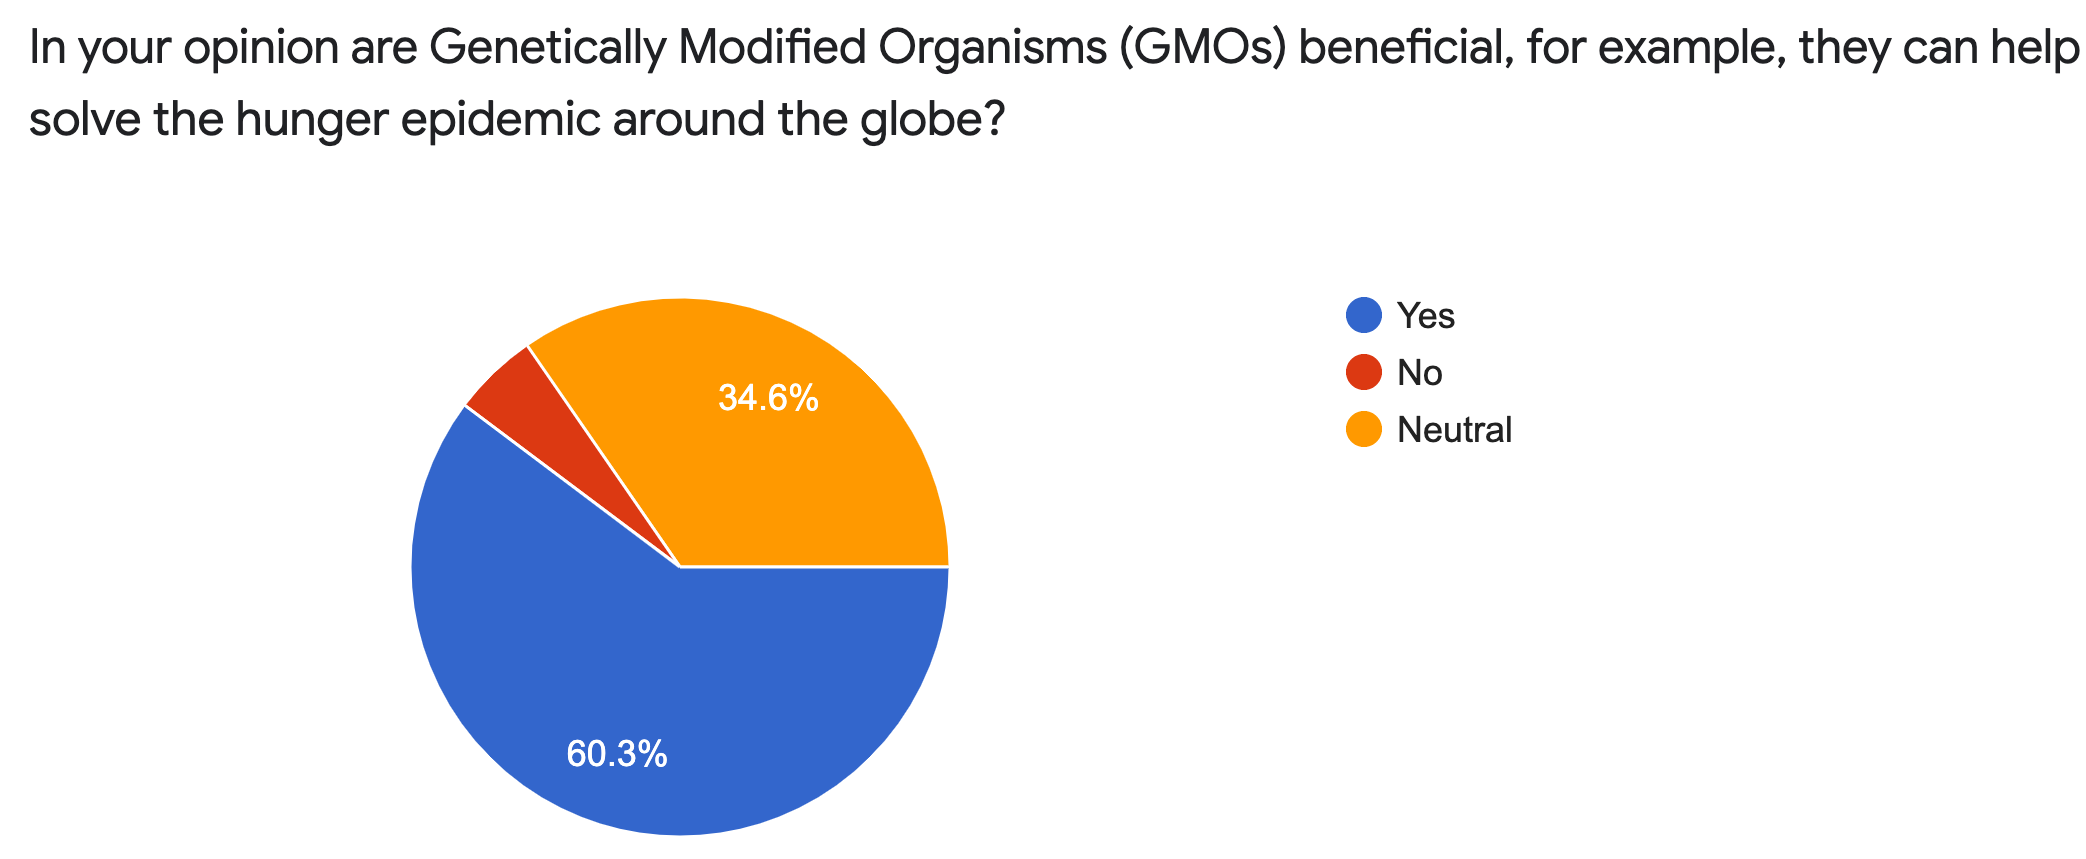 In your opinion are Genetically Modified Organisms (GMOs) beneficial, for example, they can help
solve the hunger epidemic around the globe?
Yes
No
Neutral
34.6%
60.3%